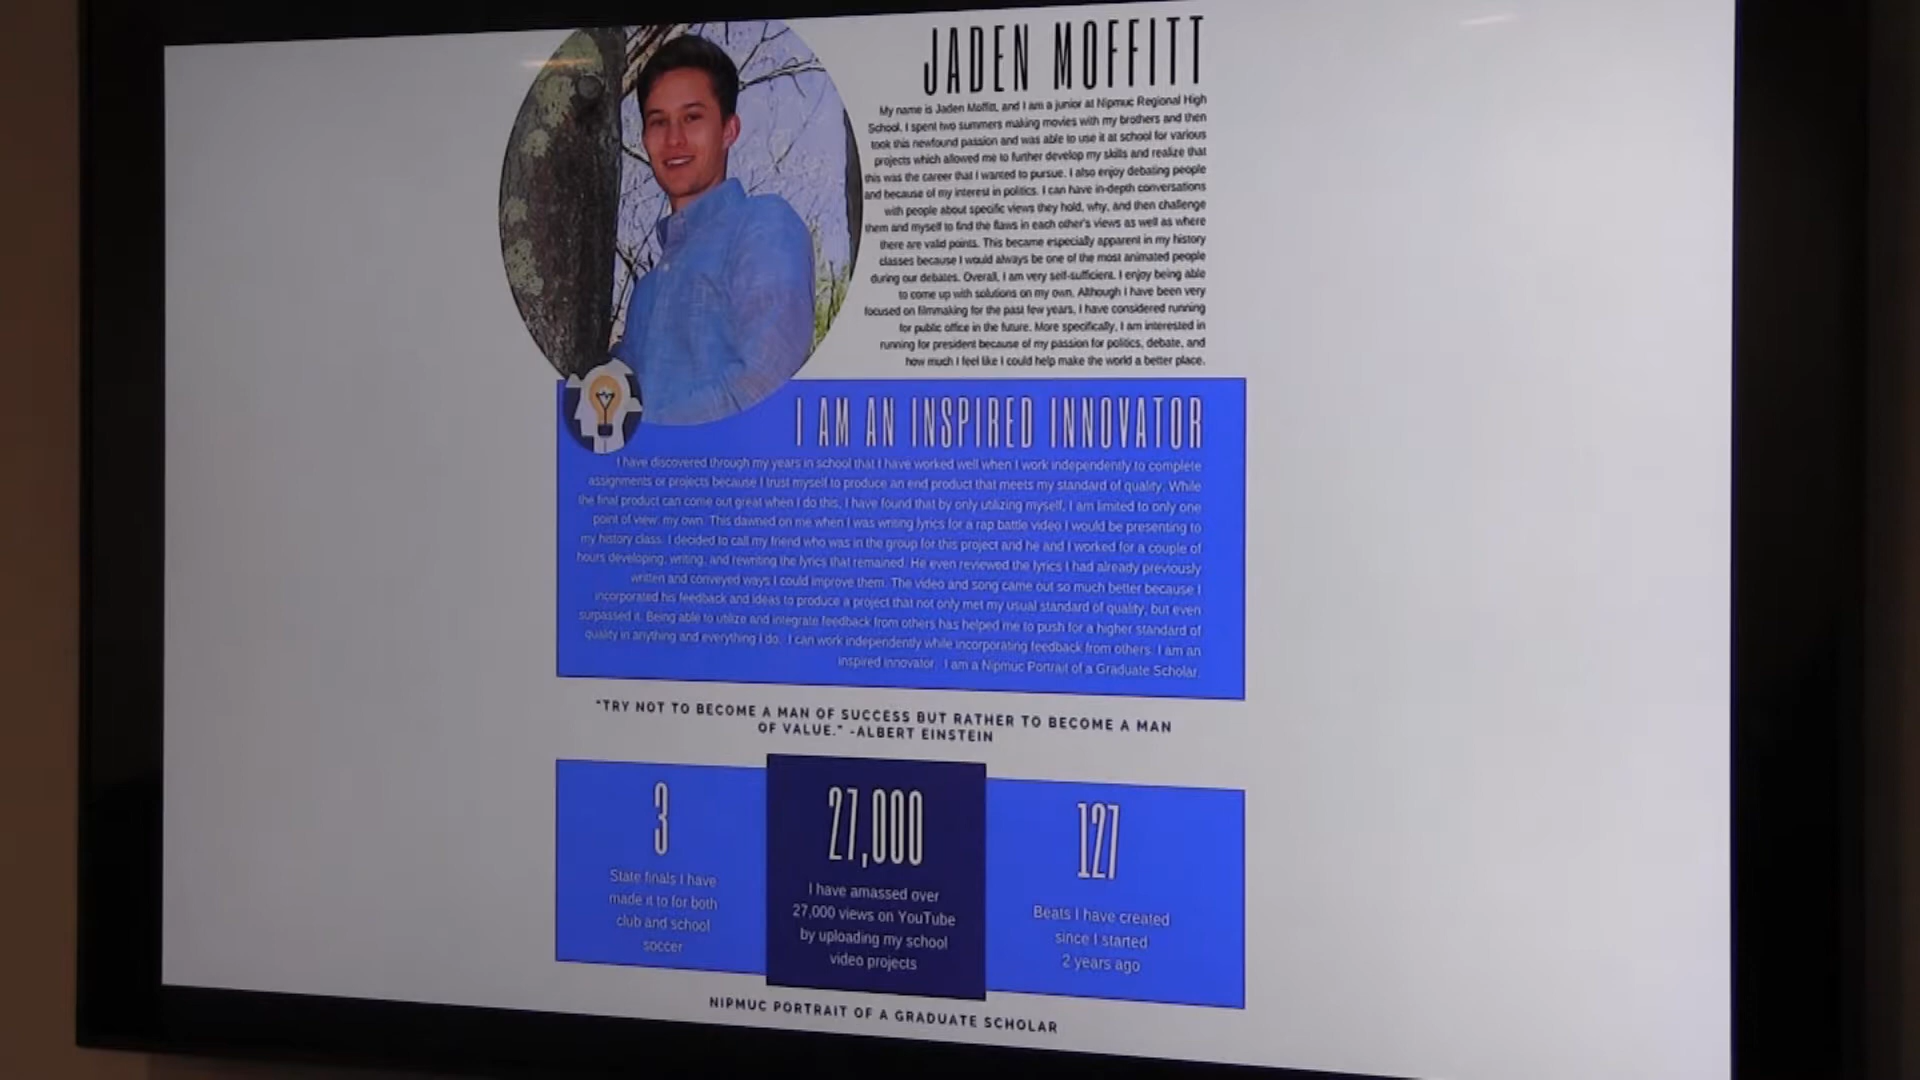 JADEN MOFFITT
My name is Jaden Moffitt, and I am a junior at Nipmuc Regional High
School. I spent two summers making movies with my brothers and then
took this newfound passion and was able to use it at school for various
projects which allowed me to further develop my skills and realize that
this was the career that I wanted to pursue. I also enjoy debating people
and because of my interest in politics, I can have in-depth conversations
with people about specific views they hold, why, and then challenge
them and myself to find the flaws in each other's views as well as where
there are valid points. This became especially apparent in my history
classes because I would always be one of the most animated people
during our debates. Overall, I am very self-sufficient. I enjoy being able
to come up with solutions on my own. Although I have been very
focused on filmmaking for the past few years, I have considered running
for public office in the future. More specifically, I am interested in
running for president because of my passion for politics, debate, and
how much I feel like I could help make the world a better place.
I AM AN INSPIRED INNOVATOR
I have discovered through my years in school that I have worked well when I work independently to complete
assignments or projects because I trust myself to produce an end product that meets my standard of quality. While
the final product can come out great when I do this, I have found that by only utilizing myself, I am limited to only one
point of view: my own. This dawned on me when I was writing lyrics for a rap battle video I would be presenting to
my history class. I decided to call my friend who was in the group for this project and he and I worked for a couple of
hours developing, writing, and rewriting the lyrics that remained. He even reviewed the lyrics I had already previously
written and conveyed ways I could improve them. The video and song came out so much better because I
incorporated his feedback and ideas to produce a project that not only met my usual standard of quality, but even
surpassed it. Being able to utilize and integrate feedback from others has helped me to push for a higher standard of
quality in anything and everything I do. I can work independently while incorporating feedback from others. I am an
inspired innovator. I am a Nipmuc Portrait of a Graduate Scholar.
"TRY NOT TO BECOME A MAN OF SUCCESS BUT RATHER TO BECOME A MAN
OF VALUE." -ALBERT EINSTEIN
3
State finals I have
made it to for both
club and school
soccer
27,000
I have amassed over
27,000 views on YouTube
by uploading my school
video projects
127
Beats I have created
since I started
2 years ago
NIPMUC PORTRAIT OF A GRADUATE SCHOLAR